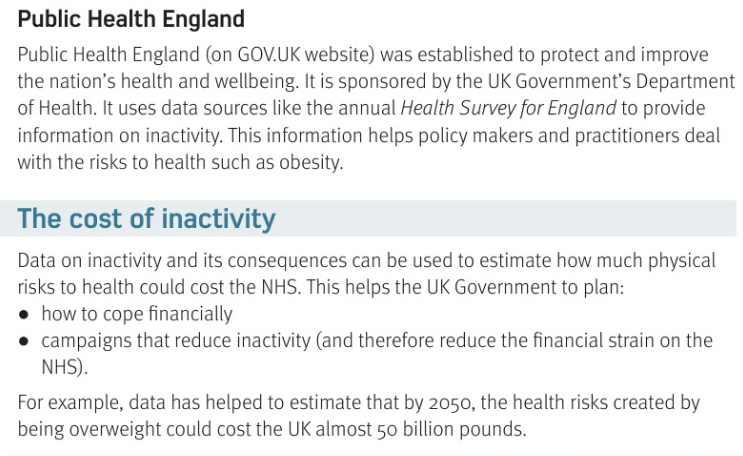 Public Health England
Public Health England (on GOV.UK website) was established to protect and improve
the nation’s health and wellbeing. It is sponsored by the UK Government’s Department
of Health. It uses data sources like the annual Health Survey for England to provide
information on inactivity. This information helps policy makers and practitioners deal
with the risks to health such as obesity.
The cost of inactivity
Data on inactivity and its consequences can be used to estimate how much physical
risks to health could cost the NHS. This helps the UK Government to plan:
● how to cope financially
● campaigns that reduce inactivity (and therefore reduce the financial strain on the
NHS).
For example, data has helped to estimate that by 2050, the health risks created by
being overweight could cost the UK almost 50 billion pounds.